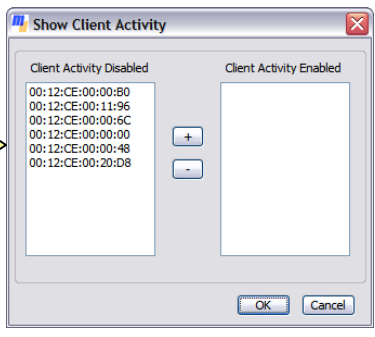 Show Client Activity
Client Activity Disabled
Client Activity Enabled
00:12:CE:00:00:B0
00:12:CE:00:11:96
00:12:CE:00:00:6C
00:12:CE:00:00:00
00:12:CE:00:00:48
00:12:CE:00:20:D8
+
-
OK
Cancel